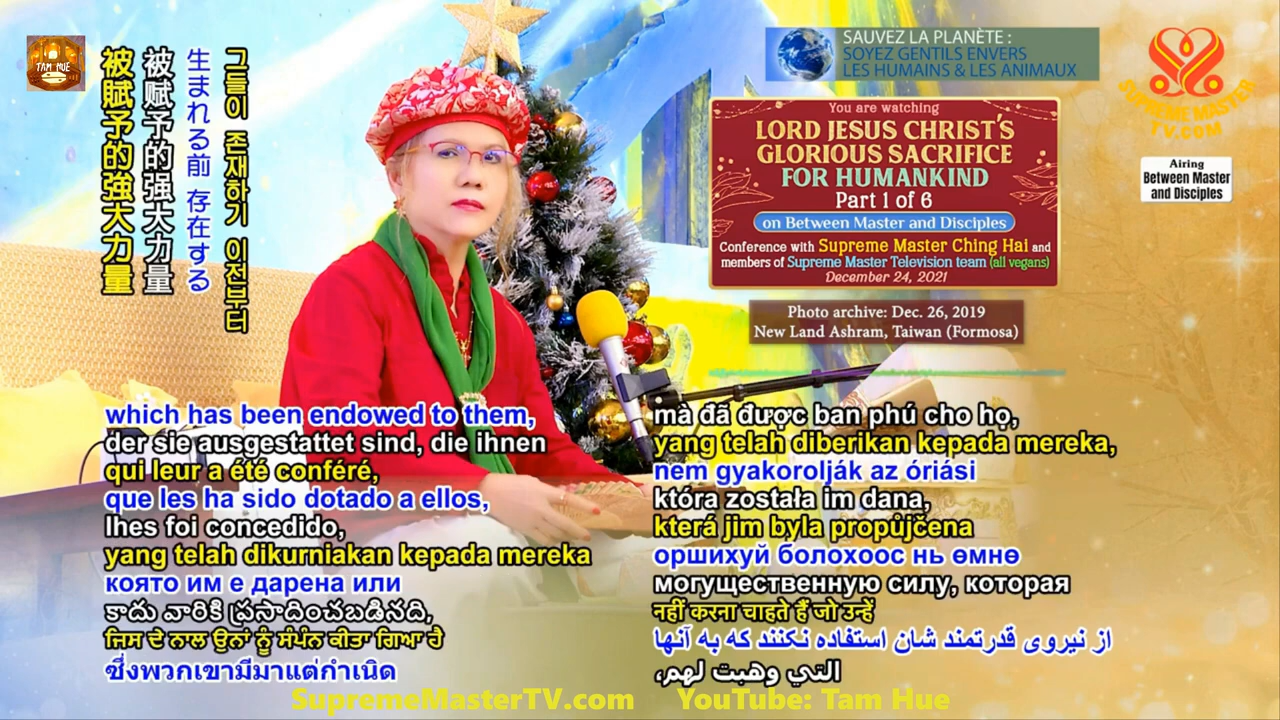 TAM HUE
被賦予的強大力量
被赋予的强大力量
生まれる前 存在する
그들이 존재하기 이전부터
SAUVEZ LA PLANÈTE :
SOYEZ GENTILS ENVERS
LES HUMAINS & LES ANIMAUX
SUPREME MASTER
TV.COM
You are watching
LORD JESUS CHRIST'S
GLORIOUS SACRIFICE
FOR HUMANKIND
Part 1 of 6
on Between Master and Disciples
Conference with Supreme Master Ching Hai and
members of Supreme Master Television team (all vegans)
December 24, 2021
Airing
Between Master
and Disciples
Photo archive: Dec. 26, 2019
New Land Ashram, Taiwan (Formosa)
which has been endowed to them,
der sie ausgestattet sind, die ihnen
qui leur a été conféré,
que les ha sido dotado a ellos,
lhes foi concedido,
yang telah dikurniakan kepada mereka
която им е дарена или
కాదు వారికి ప్రసాదించబడినది,
ਜਿਸ ਦੇ ਨਾਲ ਉਨਾਂ ਨੂੰ ਸੰਪੰਨ ਕੀਤਾ ਗਿਆ ਹੈ
ซึ่งพวกเขามีมาแต่กำเนิด
mà đã được ban phú cho họ,
yang telah diberikan kepada mereka,
nem gyakorolják az óriási
która została im dana,
která jim byla propůjčena
оршихуй болохоос нь өмнө
могущественную силу, которая
नहीं करना चाहते हैं जो उन्हें
از نیروی قدرتمند شان استفاده نکنند که به آنها
التي وهبت لهم،
SupremeMasterTV.com YouTube: Tam Hue